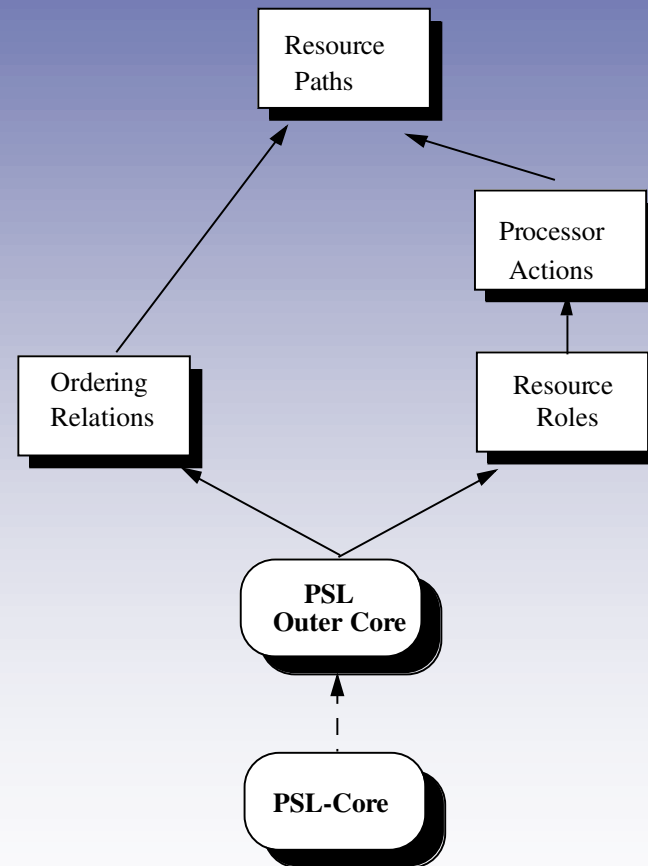 Resource
Paths
Processor
Actions
Ordering
Relations
Resource
Roles
PSL
Outer Core
PSL-Core